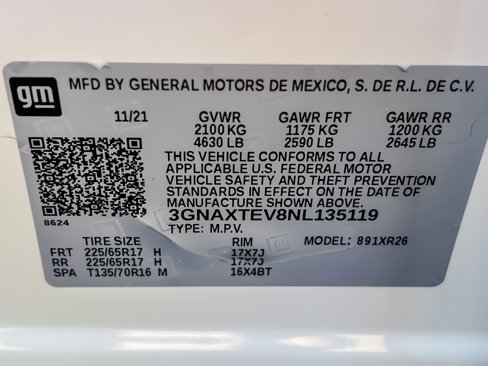 gm
MFD BY GENERAL MOTORS DE MEXICO, S. DE R.L. DE C.V.
11/21 GVWR GAWR FRT GAWR RR
2100 KG 1175 KG 1200 KG
4630 LB 2590 LB 2645 LB
THIS VEHICLE CONFORMS TO ALL
APPLICABLE U.S. FEDERAL MOTOR
VEHICLE SAFETY AND THEFT PREVENTION
STANDARDS IN EFFECT ON THE DATE OF
MANUFACTURE SHOWN ABOVE.
3GNAXTEV8NL135119
8624
TYPE: M.P.V.
TIRE SIZE RIM MODEL: 891XR26
FRT 225/65R17 H 17X7J
RR 225/65R17 H 17X7J
SPA T135/70R16 M 16X4BT